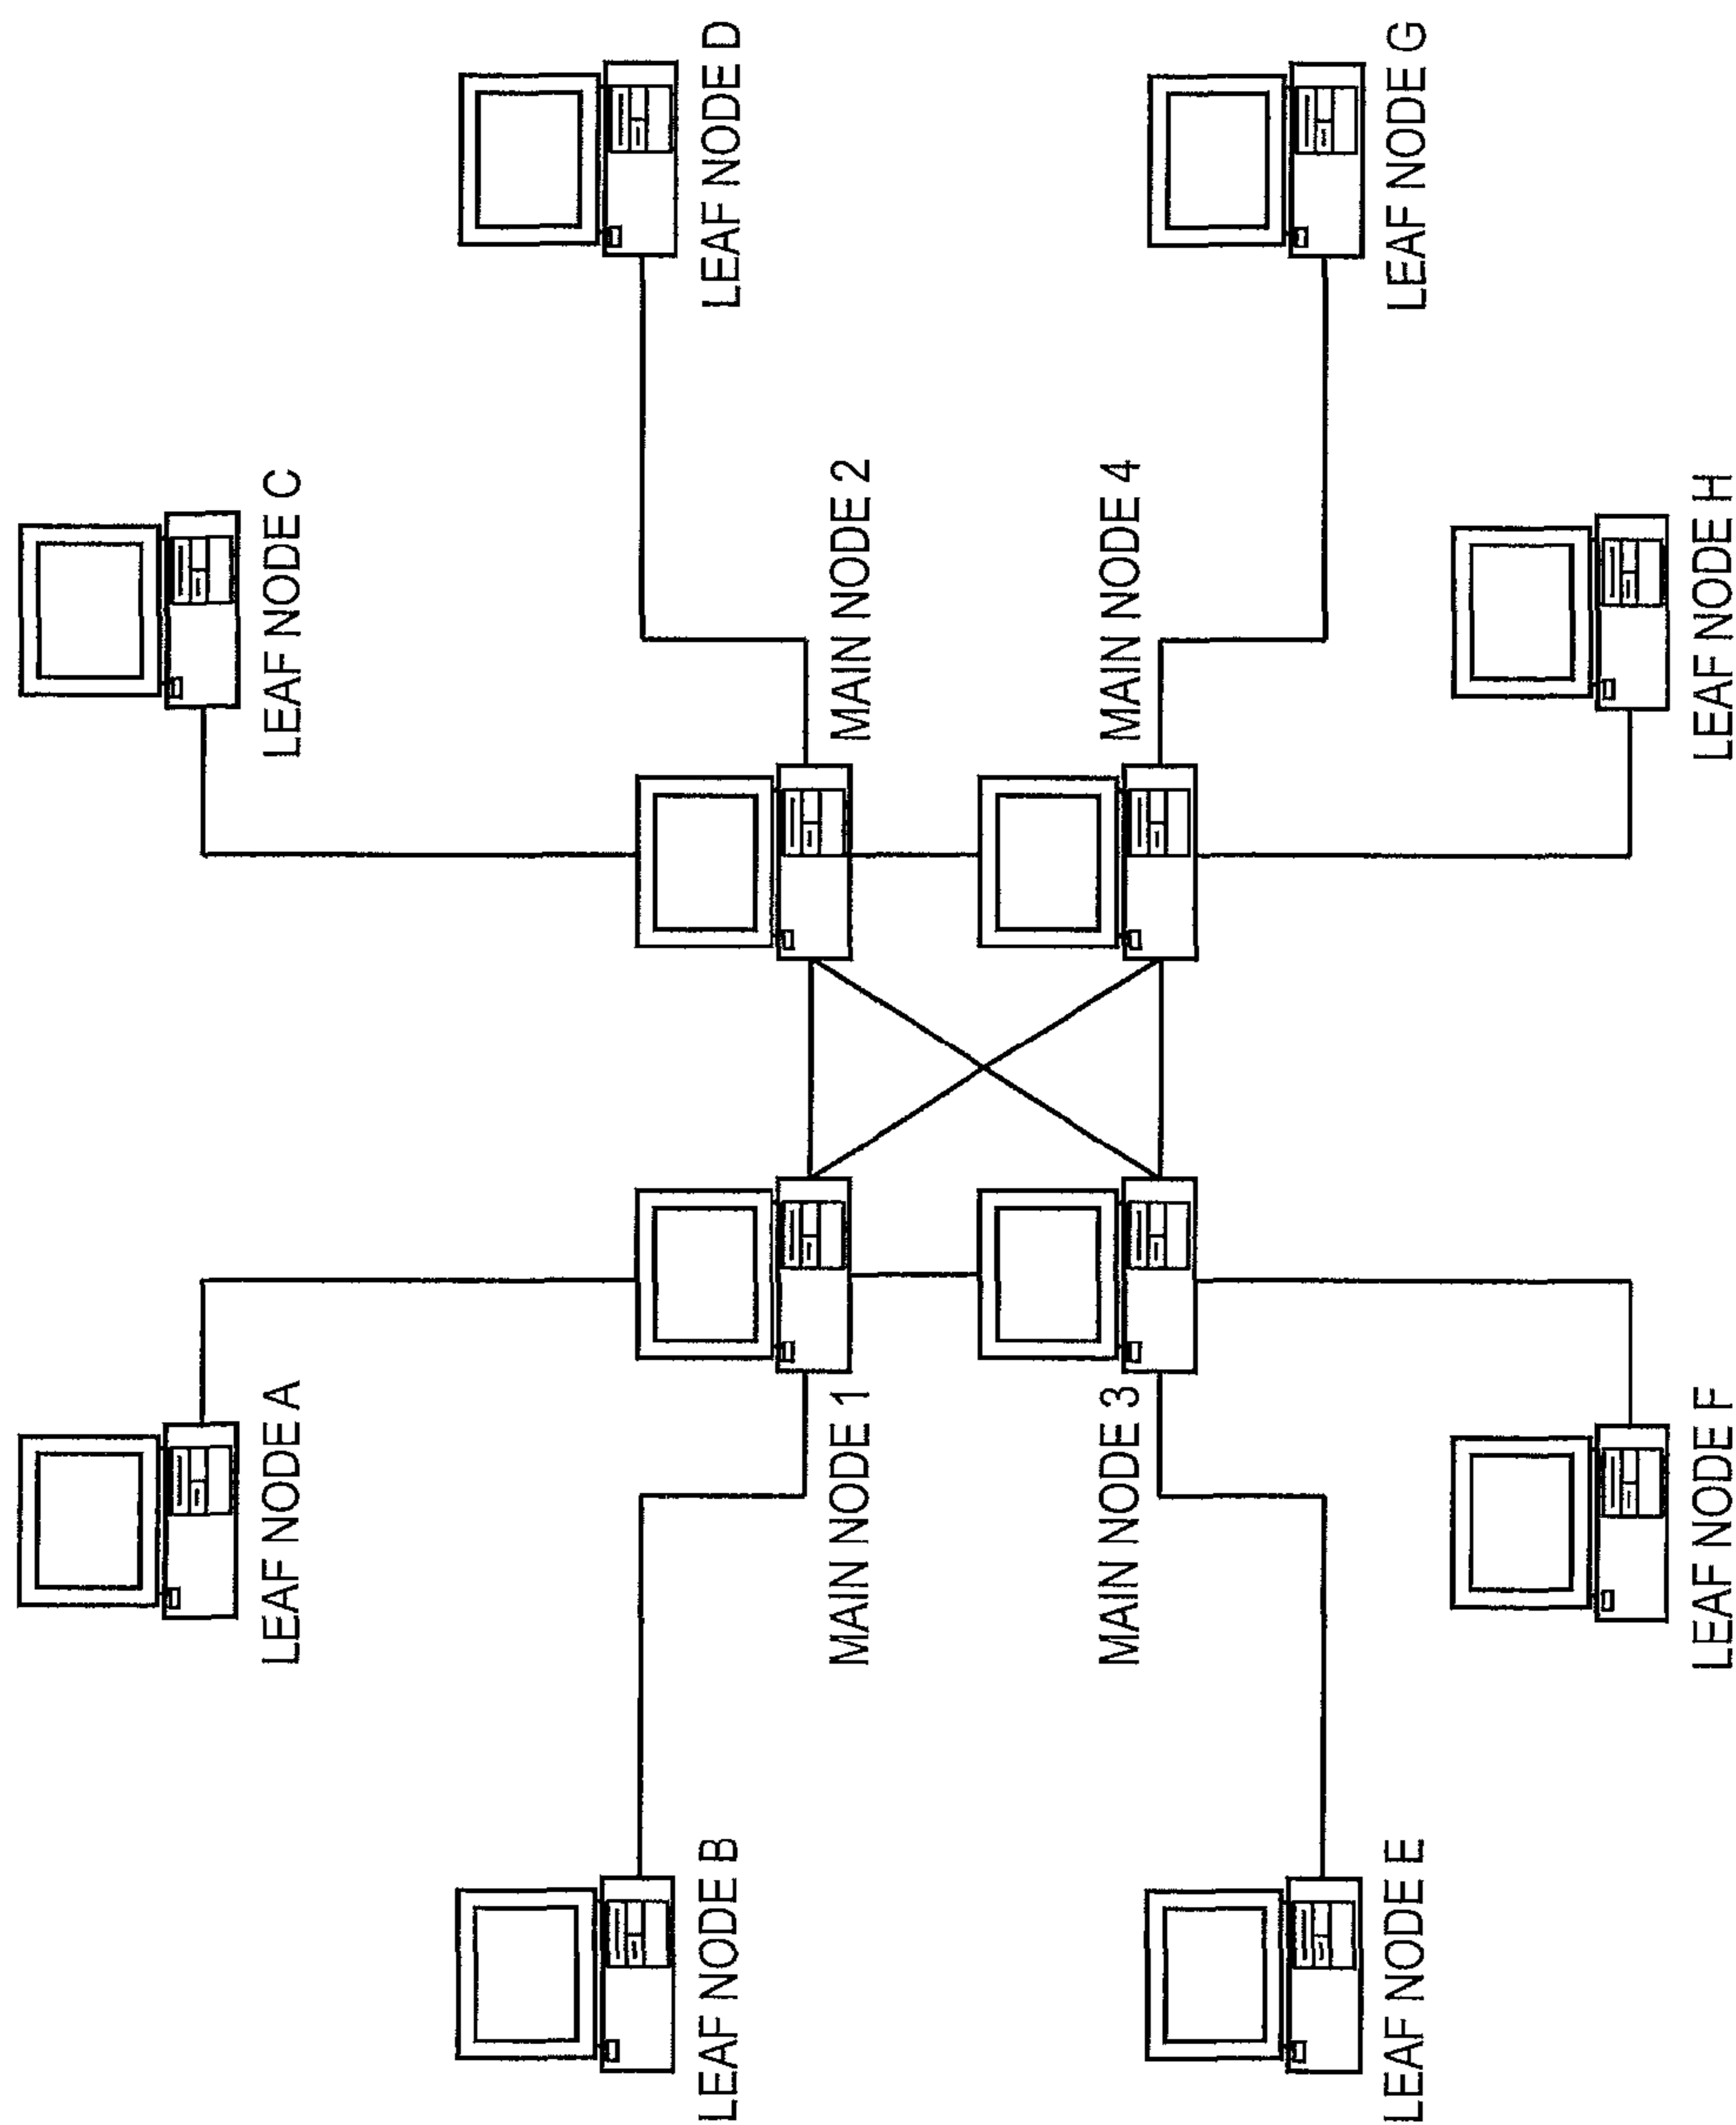 LEAF NODE A
LEAF NODE C
LEAF NODE B
LEAF NODE D
MAIN NODE 1
MAIN NODE 2
MAIN NODE 3
MAIN NODE 4
LEAF NODE E
LEAF NODE G
LEAF NODE F
LEAF NODE H